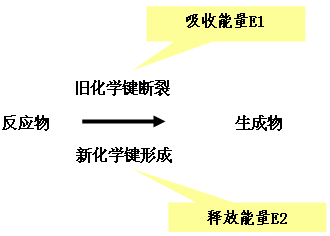 吸收能量E1
旧化学键断裂
反应物
生成物
新化学键形成
释放能量E2